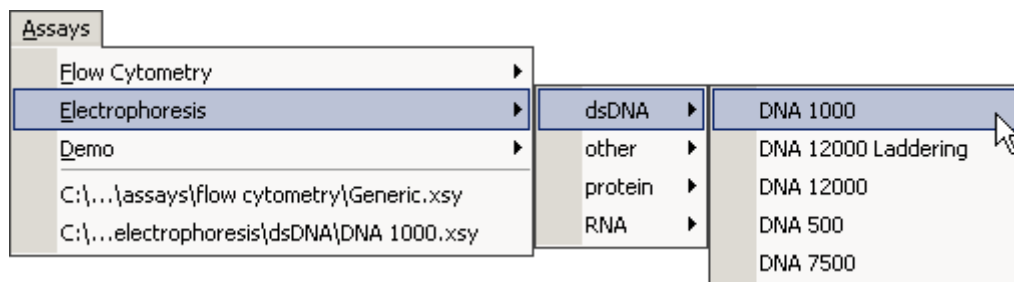 Assays
Flow Cytometry
Electrophoresis
Demo
C:\...\assays\flow cytometry\Generic.xsy
C:\...electrophoresis\dsDNA\DNA 1000.xsy
dsDNA
other
protein
RNA
DNA 1000
DNA 12000 Laddering
DNA 12000
DNA 500
DNA 7500